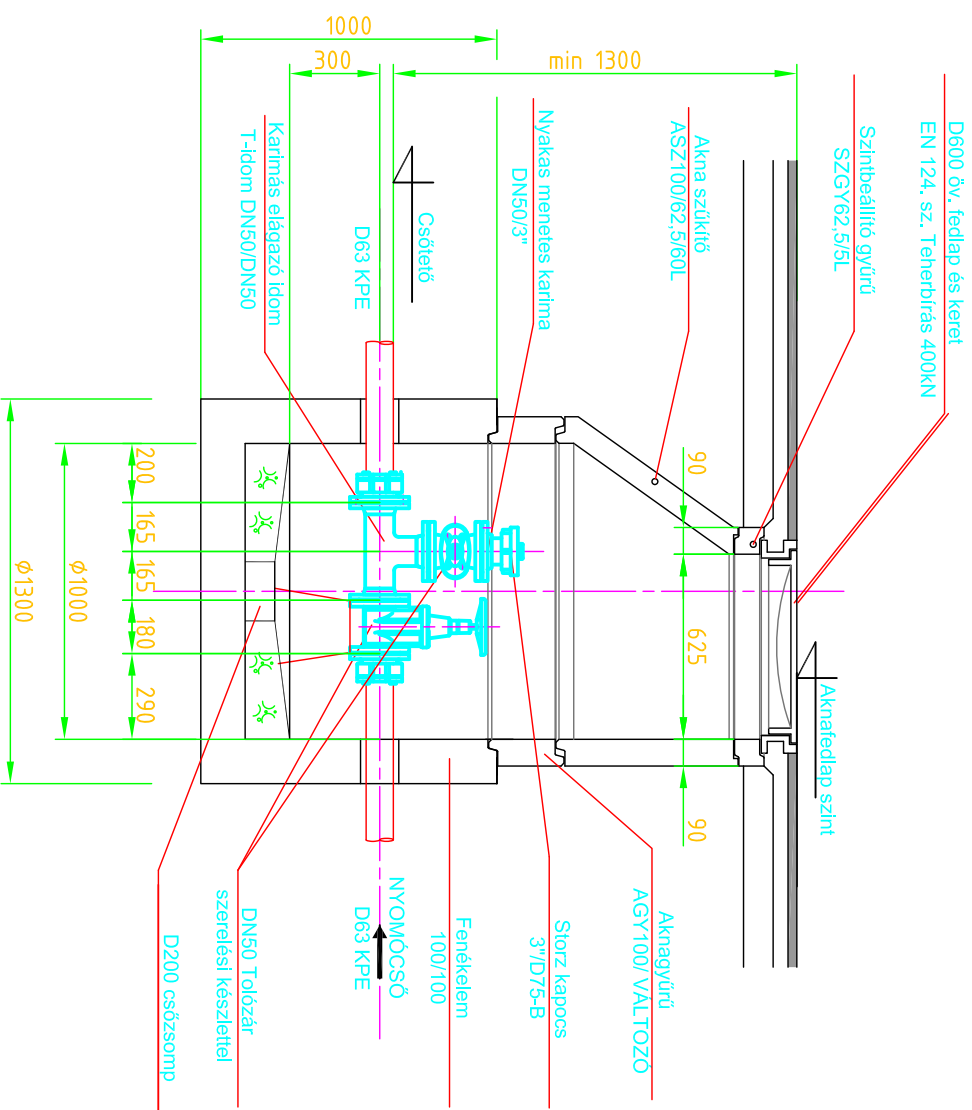 D600 öv. fedlap és keret
EN 124. sz. Teherbírás 400kN
Szintbeállító gyűrű
SZGY62,5/5L
Akna szűkítő
ASZ100/62,5/60L
Nyakas menetes karima
DN50/3"
Csőtető
D63 KPE
Karimás elágazó idom
T-idom DN50/DN50
Aknafedlap szint
Aknagyűrű
AGY100/ VÁLTOZÓ
Storz kapocs
3"/D75-B
Fenékelem
100/100
NYOMÓCSŐ
D63 KPE
DN50 Tolózár
szerelési készlettel
D200 csőzsomp
min 1300
300
1000
90
625
90
200
165
165
180
290
ϕ1000
ϕ1300